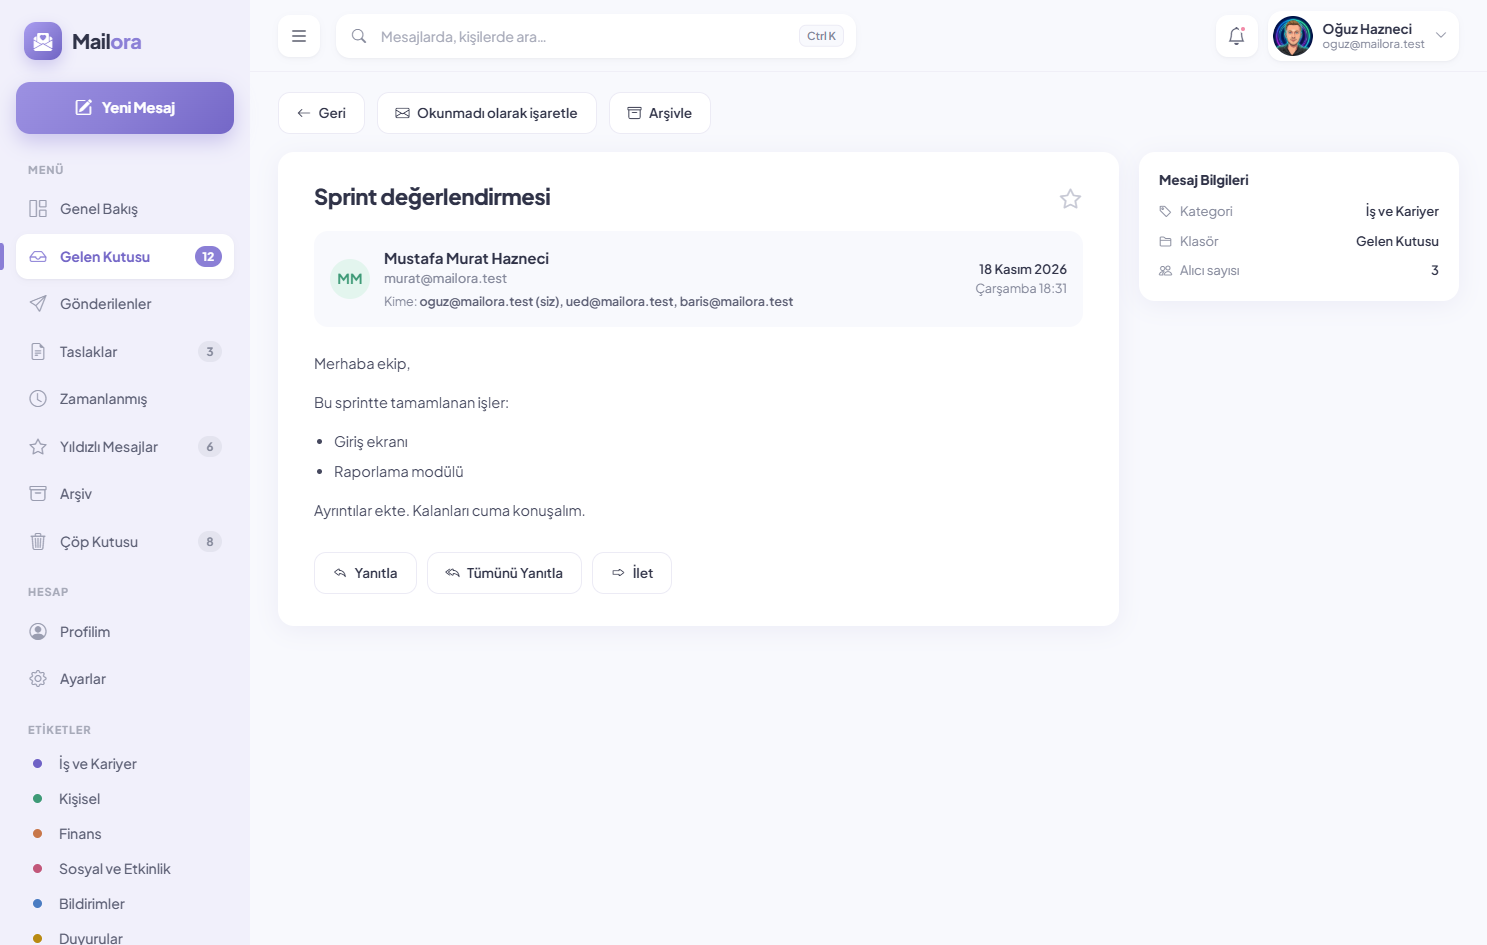 Mailora
Yeni Mesaj
MENÜ
Genel Bakış
Gelen Kutusu 12
Gönderilenler
Taslaklar 3
Zamanlanmış
Yıldızlı Mesajlar 6
Arşiv
Çöp Kutusu 8
HESAP
Profilim
Ayarlar
ETİKETLER
İş ve Kariyer
Kişisel
Finans
Sosyal ve Etkinlik
Bildirimler
Duyurular
Mesajlarda, kişilerde ara... Ctrl K
Oğuz Hazneci
oguz@mailora.test
Geri Okunmadı olarak işaretle Arşivle
Sprint değerlendirmesi
MM
Mustafa Murat Hazneci
murat@mailora.test
Kime: oguz@mailora.test (siz), ued@mailora.test, baris@mailora.test
18 Kasım 2026
Çarşamba 18:31
Merhaba ekip,
Bu sprintte tamamlanan işler:
• Giriş ekranı
• Raporlama modülü
Ayrıntılar ekte. Kalanları cuma konuşalım.
Yanıtla Tümünü Yanıtla İlet
Mesaj Bilgileri
Kategori İş ve Kariyer
Klasör Gelen Kutusu
Alıcı sayısı 3